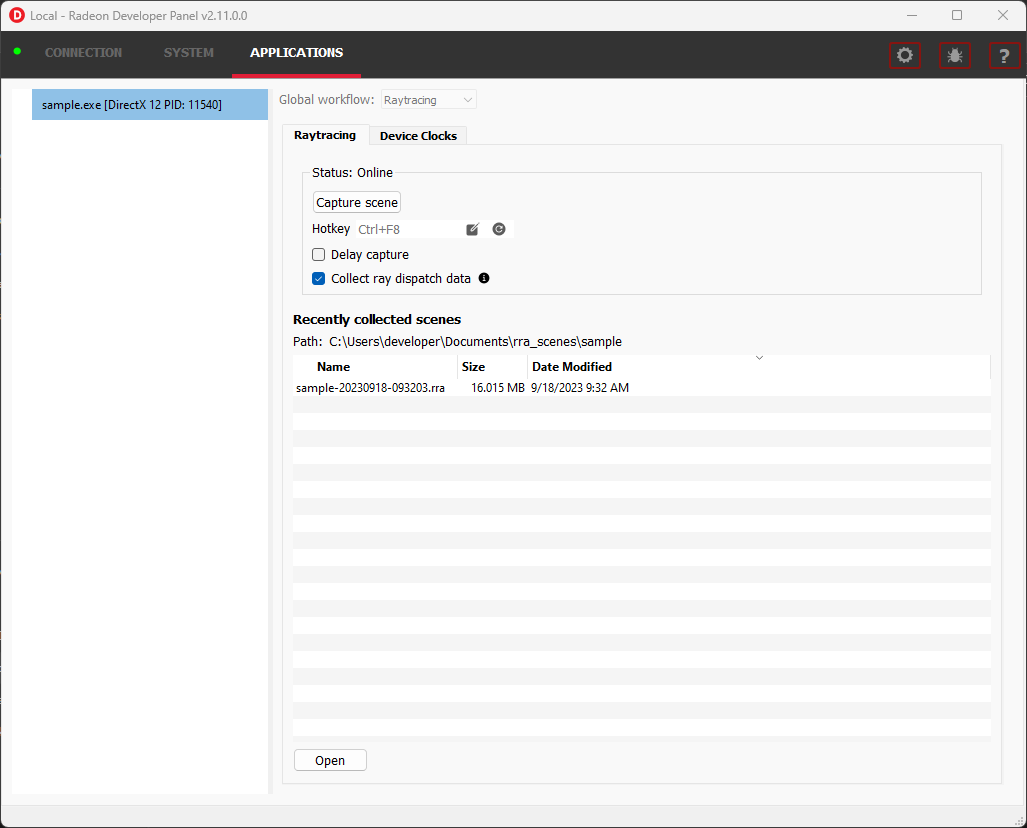 D Local - Radeon Developer Panel v2.11.0.0
CONNECTION SYSTEM APPLICATIONS ?
sample.exe [DirectX 12 PID: 11540]
Global workflow: Raytracing
Raytracing Device Clocks
Status: Online
Capture scene
Hotkey Ctrl+F8
Delay capture
Collect ray dispatch data
Recently collected scenes
Path: C:\Users\developer\Documents\rra_scenes\sample
Name Size Date Modified
sample-20230918-093203.rra 16.015 MB 9/18/2023 9:32 AM
Open